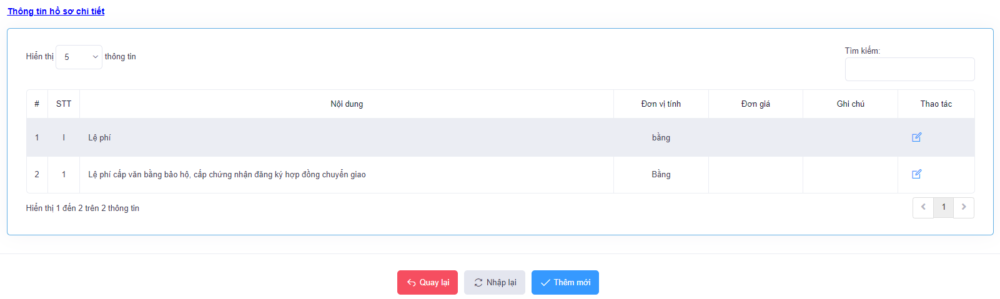 Thông tin hồ sơ chi tiết
Hiển thị 5 thông tin
Tìm kiếm:
# STT Nội dung Đơn vị tính Đơn giá Ghi chú Thao tác
1 I Lệ phí bằng
2 1 Lệ phí cấp văn bằng bảo hộ, cấp chứng nhận đăng ký hợp đồng chuyển giao Bằng
Hiển thị 1 đến 2 trên 2 thông tin
1
Quay lại Nhập lại Thêm mới